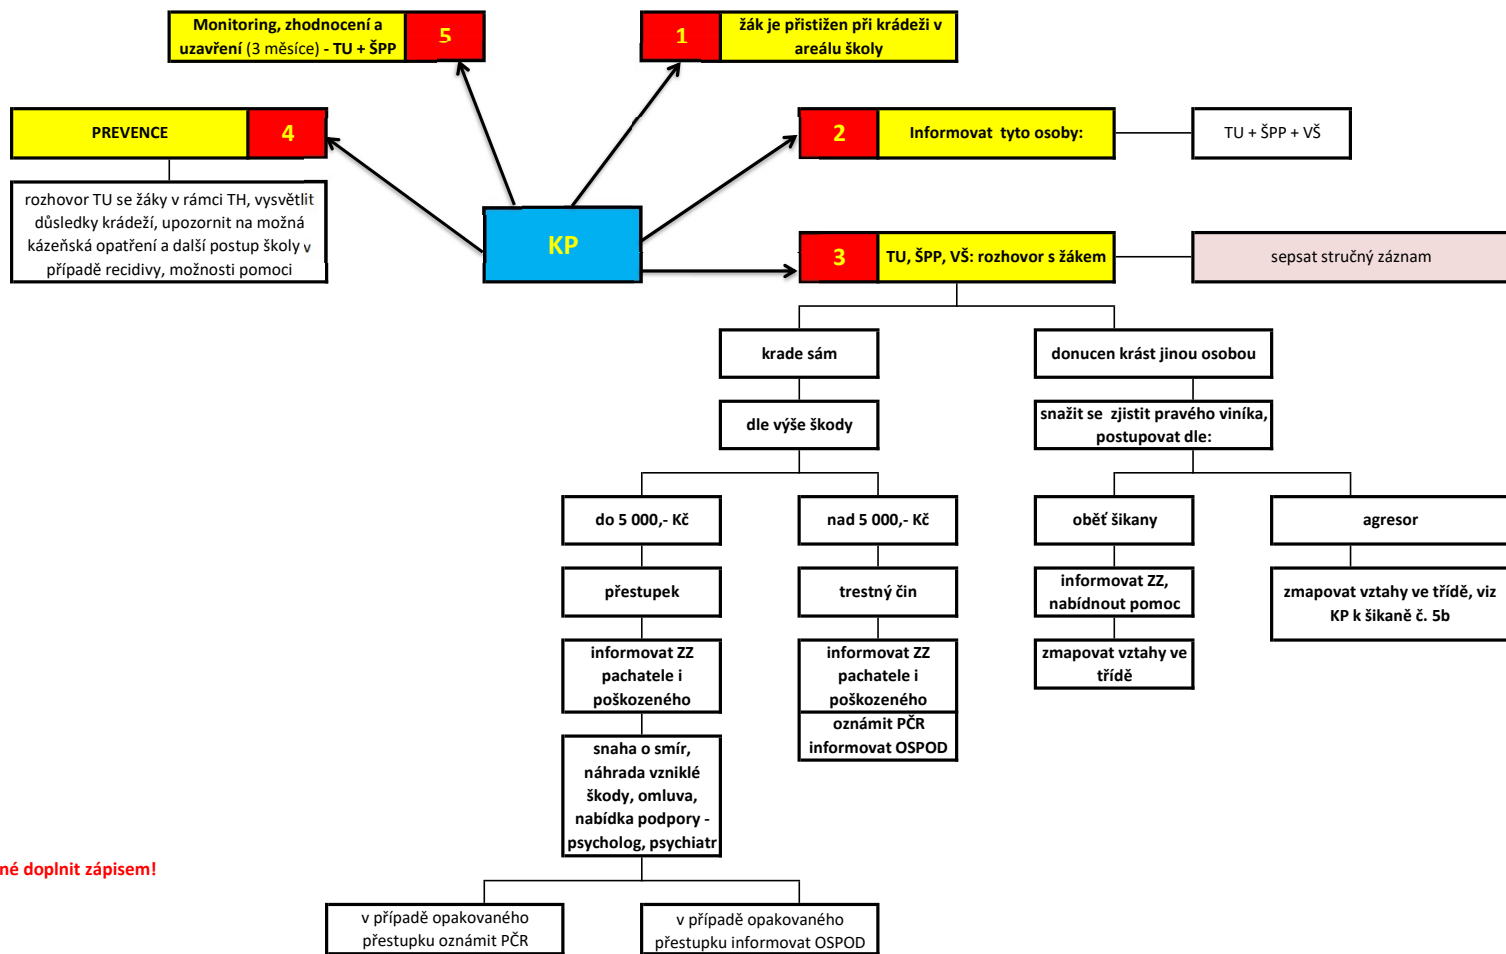 Monitoring, zhodnocení a
uzavření (3 měsíce) - TU + ŠPP
5
1
žák je přistižen při krádeži v
areálu školy
PREVENCE
4
2
Informovat tyto osoby:
TU + ŠPP + VŠ
rozhovor TU se žáky v rámci TH, vysvětlit
důsledky krádeží, upozornit na možná
kázeňská opatření a další postup školy v
případě recidivy, možnosti pomoci
KP
3
TU, ŠPP, VŠ: rozhovor s žákem
sepsat stručný záznam
krade sám
donucen krást jinou osobou
dle výše škody
snažit se zjistit pravého viníka,
postupovat dle:
do 5 000,- Kč
nad 5 000,- Kč
oběť šikany
agresor
přestupek
trestný čin
informovat ZZ,
nabídnout pomoc
zmapovat vztahy ve třídě, viz
KP k šikaně č. 5b
informovat ZZ
pachatele i
poškozeného
informovat ZZ
pachatele i
poškozeného
zmapovat vztahy ve
třídě
oznámit PČR
informovat OSPOD
snaha o smír,
náhrada vzniklé
škody, omluva,
nabídka podpory -
psycholog, psychiatr
né doplnit zápisem!
v případě opakovaného
přestupku oznámit PČR
v případě opakovaného
přestupku informovat OSPOD